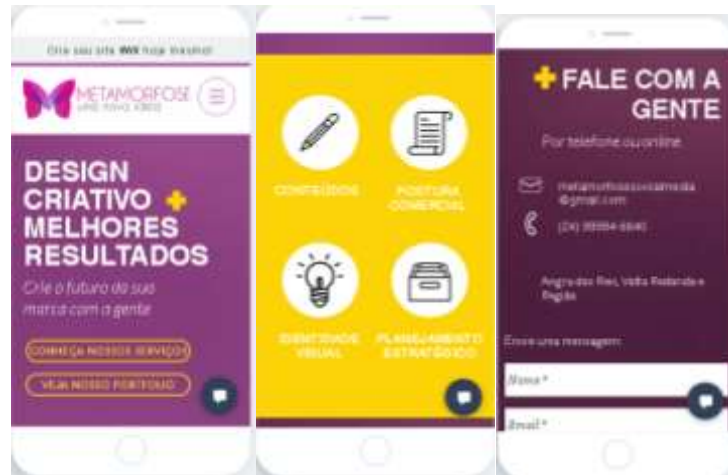 Crie seu site WIX hoje mesmo!
METAMORFOSE
DESIGN
CRIATIVO +
MELHORES
RESULTADOS
Crie o futuro da sua
marca com a gente
CONHEÇA NOSSOS SERVIÇOS
VEJA NOSSO PORTFOLIO
CONTEÚDOS
POSTURA
COMERCIAL
IDENTIDADE
VISUAL
PLANEJAMENTO
ESTRATÉGICO
+ FALE COM A
GENTE
Por telefone ou online
@gmail.com
Angra dos Reis, Volta Redonda e
Região
Envie uma mensagem:
Nome *
Email *